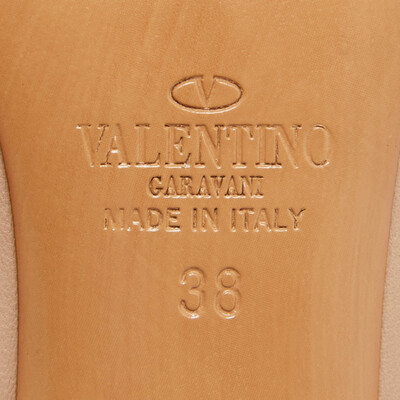 V
VALENTINO
GARAVANI
MADE IN ITALY
38